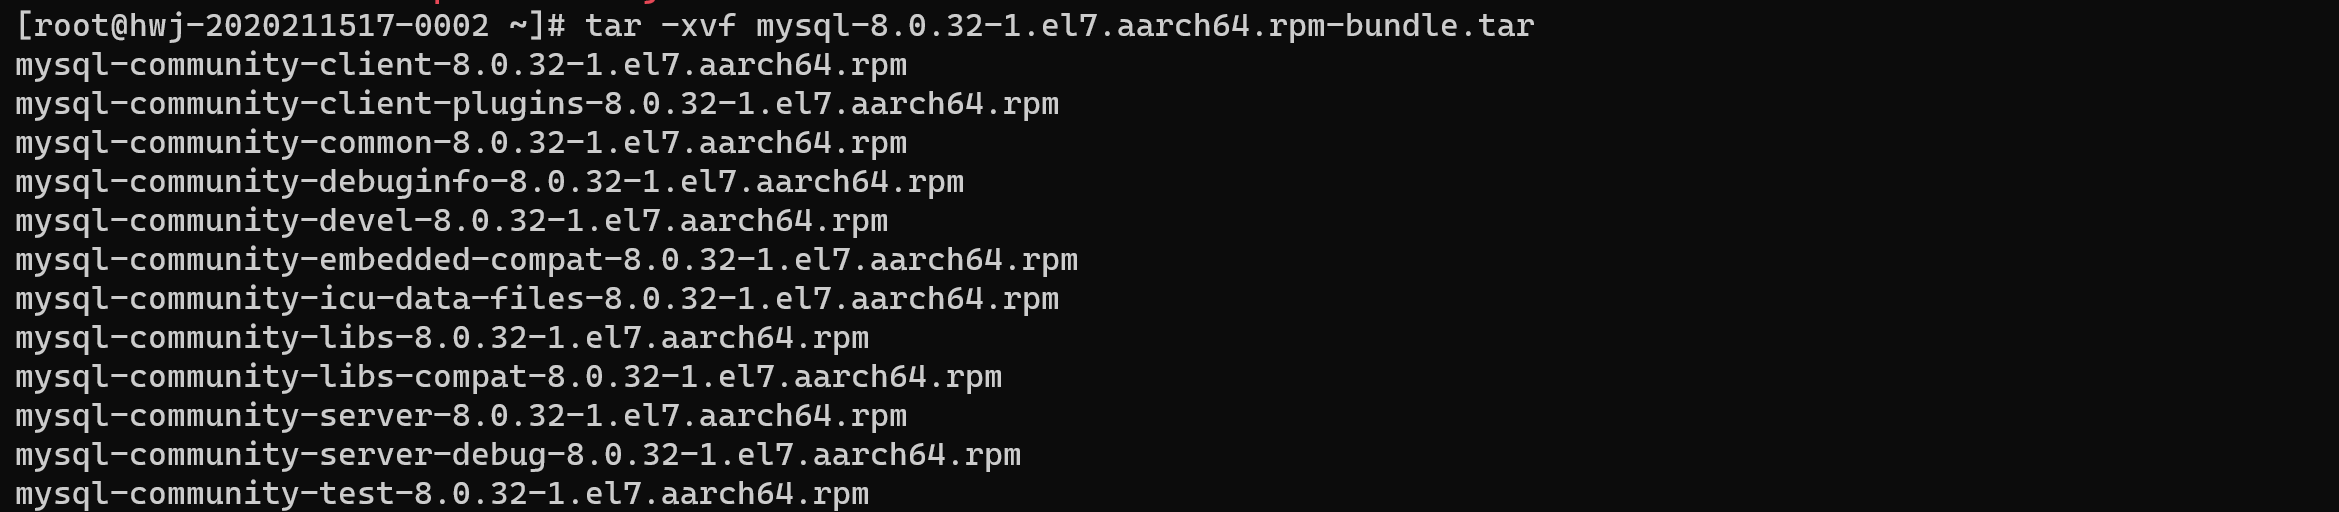 [root@hwj-2020211517-0002 ~]# tar -xvf mysql-8.0.32-1.el7.aarch64.rpm-bundle.tar
mysql-community-client-8.0.32-1.el7.aarch64.rpm
mysql-community-client-plugins-8.0.32-1.el7.aarch64.rpm
mysql-community-common-8.0.32-1.el7.aarch64.rpm
mysql-community-debuginfo-8.0.32-1.el7.aarch64.rpm
mysql-community-devel-8.0.32-1.el7.aarch64.rpm
mysql-community-embedded-compat-8.0.32-1.el7.aarch64.rpm
mysql-community-icu-data-files-8.0.32-1.el7.aarch64.rpm
mysql-community-libs-8.0.32-1.el7.aarch64.rpm
mysql-community-libs-compat-8.0.32-1.el7.aarch64.rpm
mysql-community-server-8.0.32-1.el7.aarch64.rpm
mysql-community-server-debug-8.0.32-1.el7.aarch64.rpm
mysql-community-test-8.0.32-1.el7.aarch64.rpm